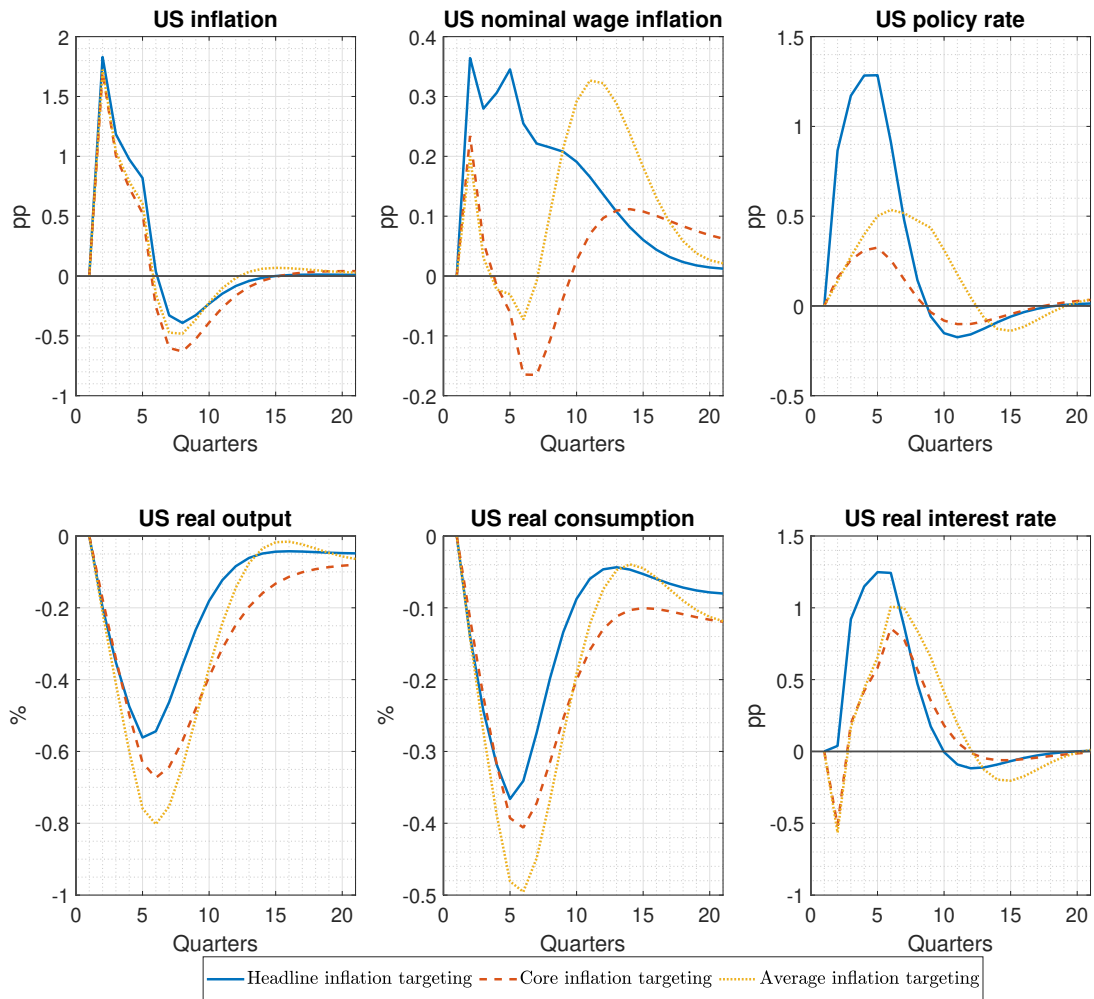 US inflation
2
1.5
1
0.5
0
-0.5
-1
pp
0 5 10 15 20
Quarters
US nominal wage inflation
0.4
0.3
0.2
0.1
0
-0.1
-0.2
pp
0 5 10 15 20
Quarters
US policy rate
1.5
1
0.5
0
-0.5
pp
0 5 10 15 20
Quarters
US real output
0
-0.2
-0.4
-0.6
-0.8
-1
%
0 5 10 15 20
Quarters
US real consumption
0
-0.1
-0.2
-0.3
-0.4
-0.5
%
0 5 10 15 20
Quarters
US real interest rate
1.5
1
0.5
0
-0.5
-1
pp
0 5 10 15 20
Quarters
Headline inflation targeting Core inflation targeting Average inflation targeting